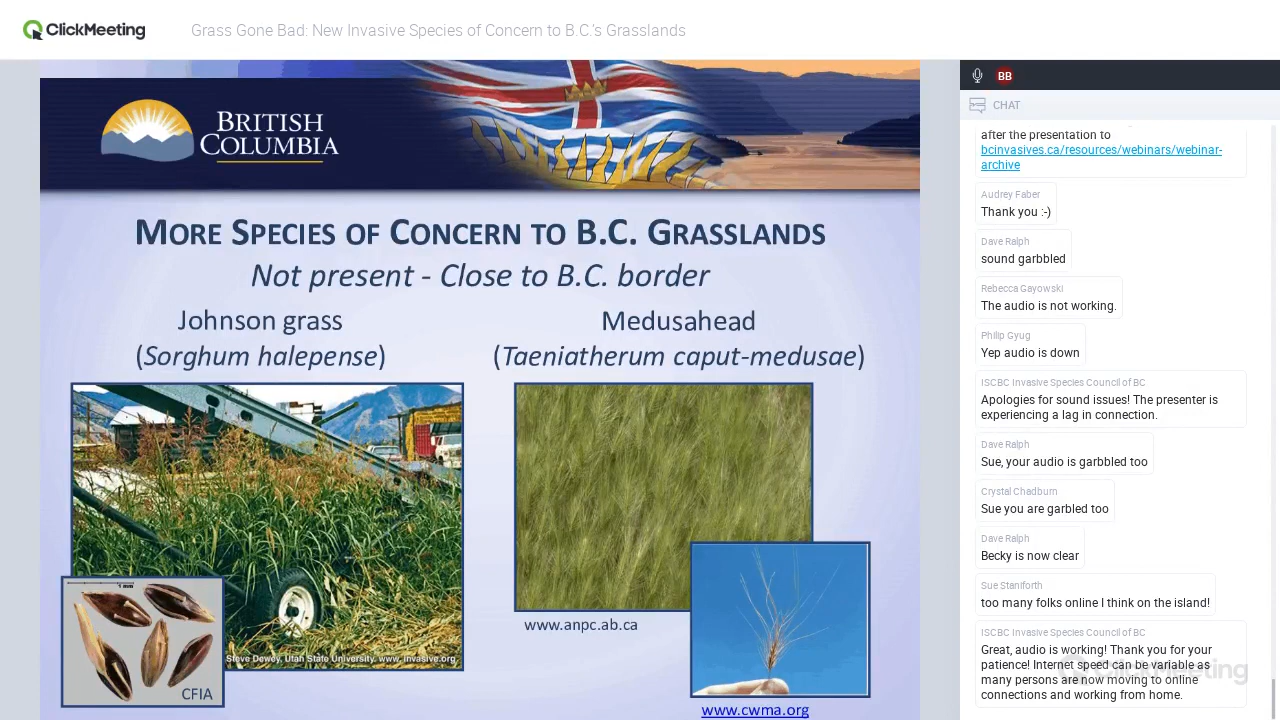 ClickMeeting
Grass Gone Bad: New Invasive Species of Concern to B.C.'s Grasslands
BRITISH
COLUMBIA
MORE SPECIES OF CONCERN TO B.C. GRASSLANDS
Not present - Close to B.C. border
Johnson grass
(Sorghum halepense)
Medusahead
(Taeniatherum caput-medusae)
1 mm
CFIA
Steve Dewey, Utah State University, www.invasive.org
www.anpc.ab.ca
www.cwma.org
BB
CHAT
after the presentation to
bcinvasives.ca/resources/webinars/webinar-
archive
Audrey Faber
Thank you :-)
Dave Ralph
sound garbbled
Rebecca Gayowski
The audio is not working.
Philip Gyug
Yep audio is down
ISCBC Invasive Species Council of BC
Apologies for sound issues! The presenter is
experiencing a lag in connection.
Dave Ralph
Sue, your audio is garbbled too
Crystal Chadburn
Sue you are garbled too
Dave Ralph
Becky is now clear
Sue Staniforth
too many folks online I think on the island!
ISCBC Invasive Species Council of BC
Great, audio is working! Thank you for your
patience! Internet speed can be variable as
many persons are now moving to online
connections and working from home.
ClickMeeting